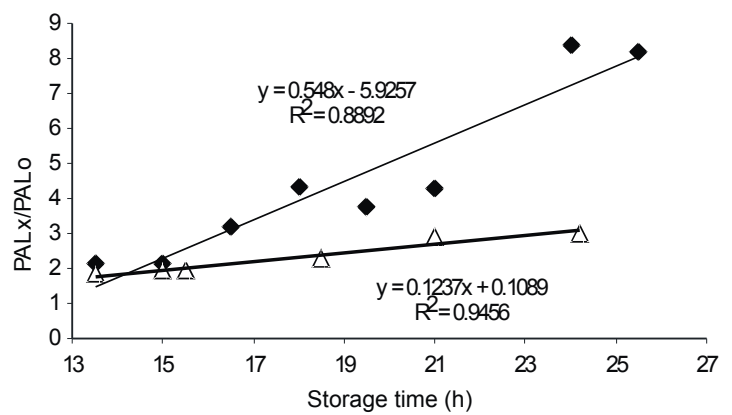 9
8
7
6
5
4
3
2
1
0
PALx/PALo
y = 0.548x - 5.9257
R² = 0.8892
y = 0.1237x + 0.1089
R² = 0.9456
13 15 17 19 21 23 25 27
Storage time (h)